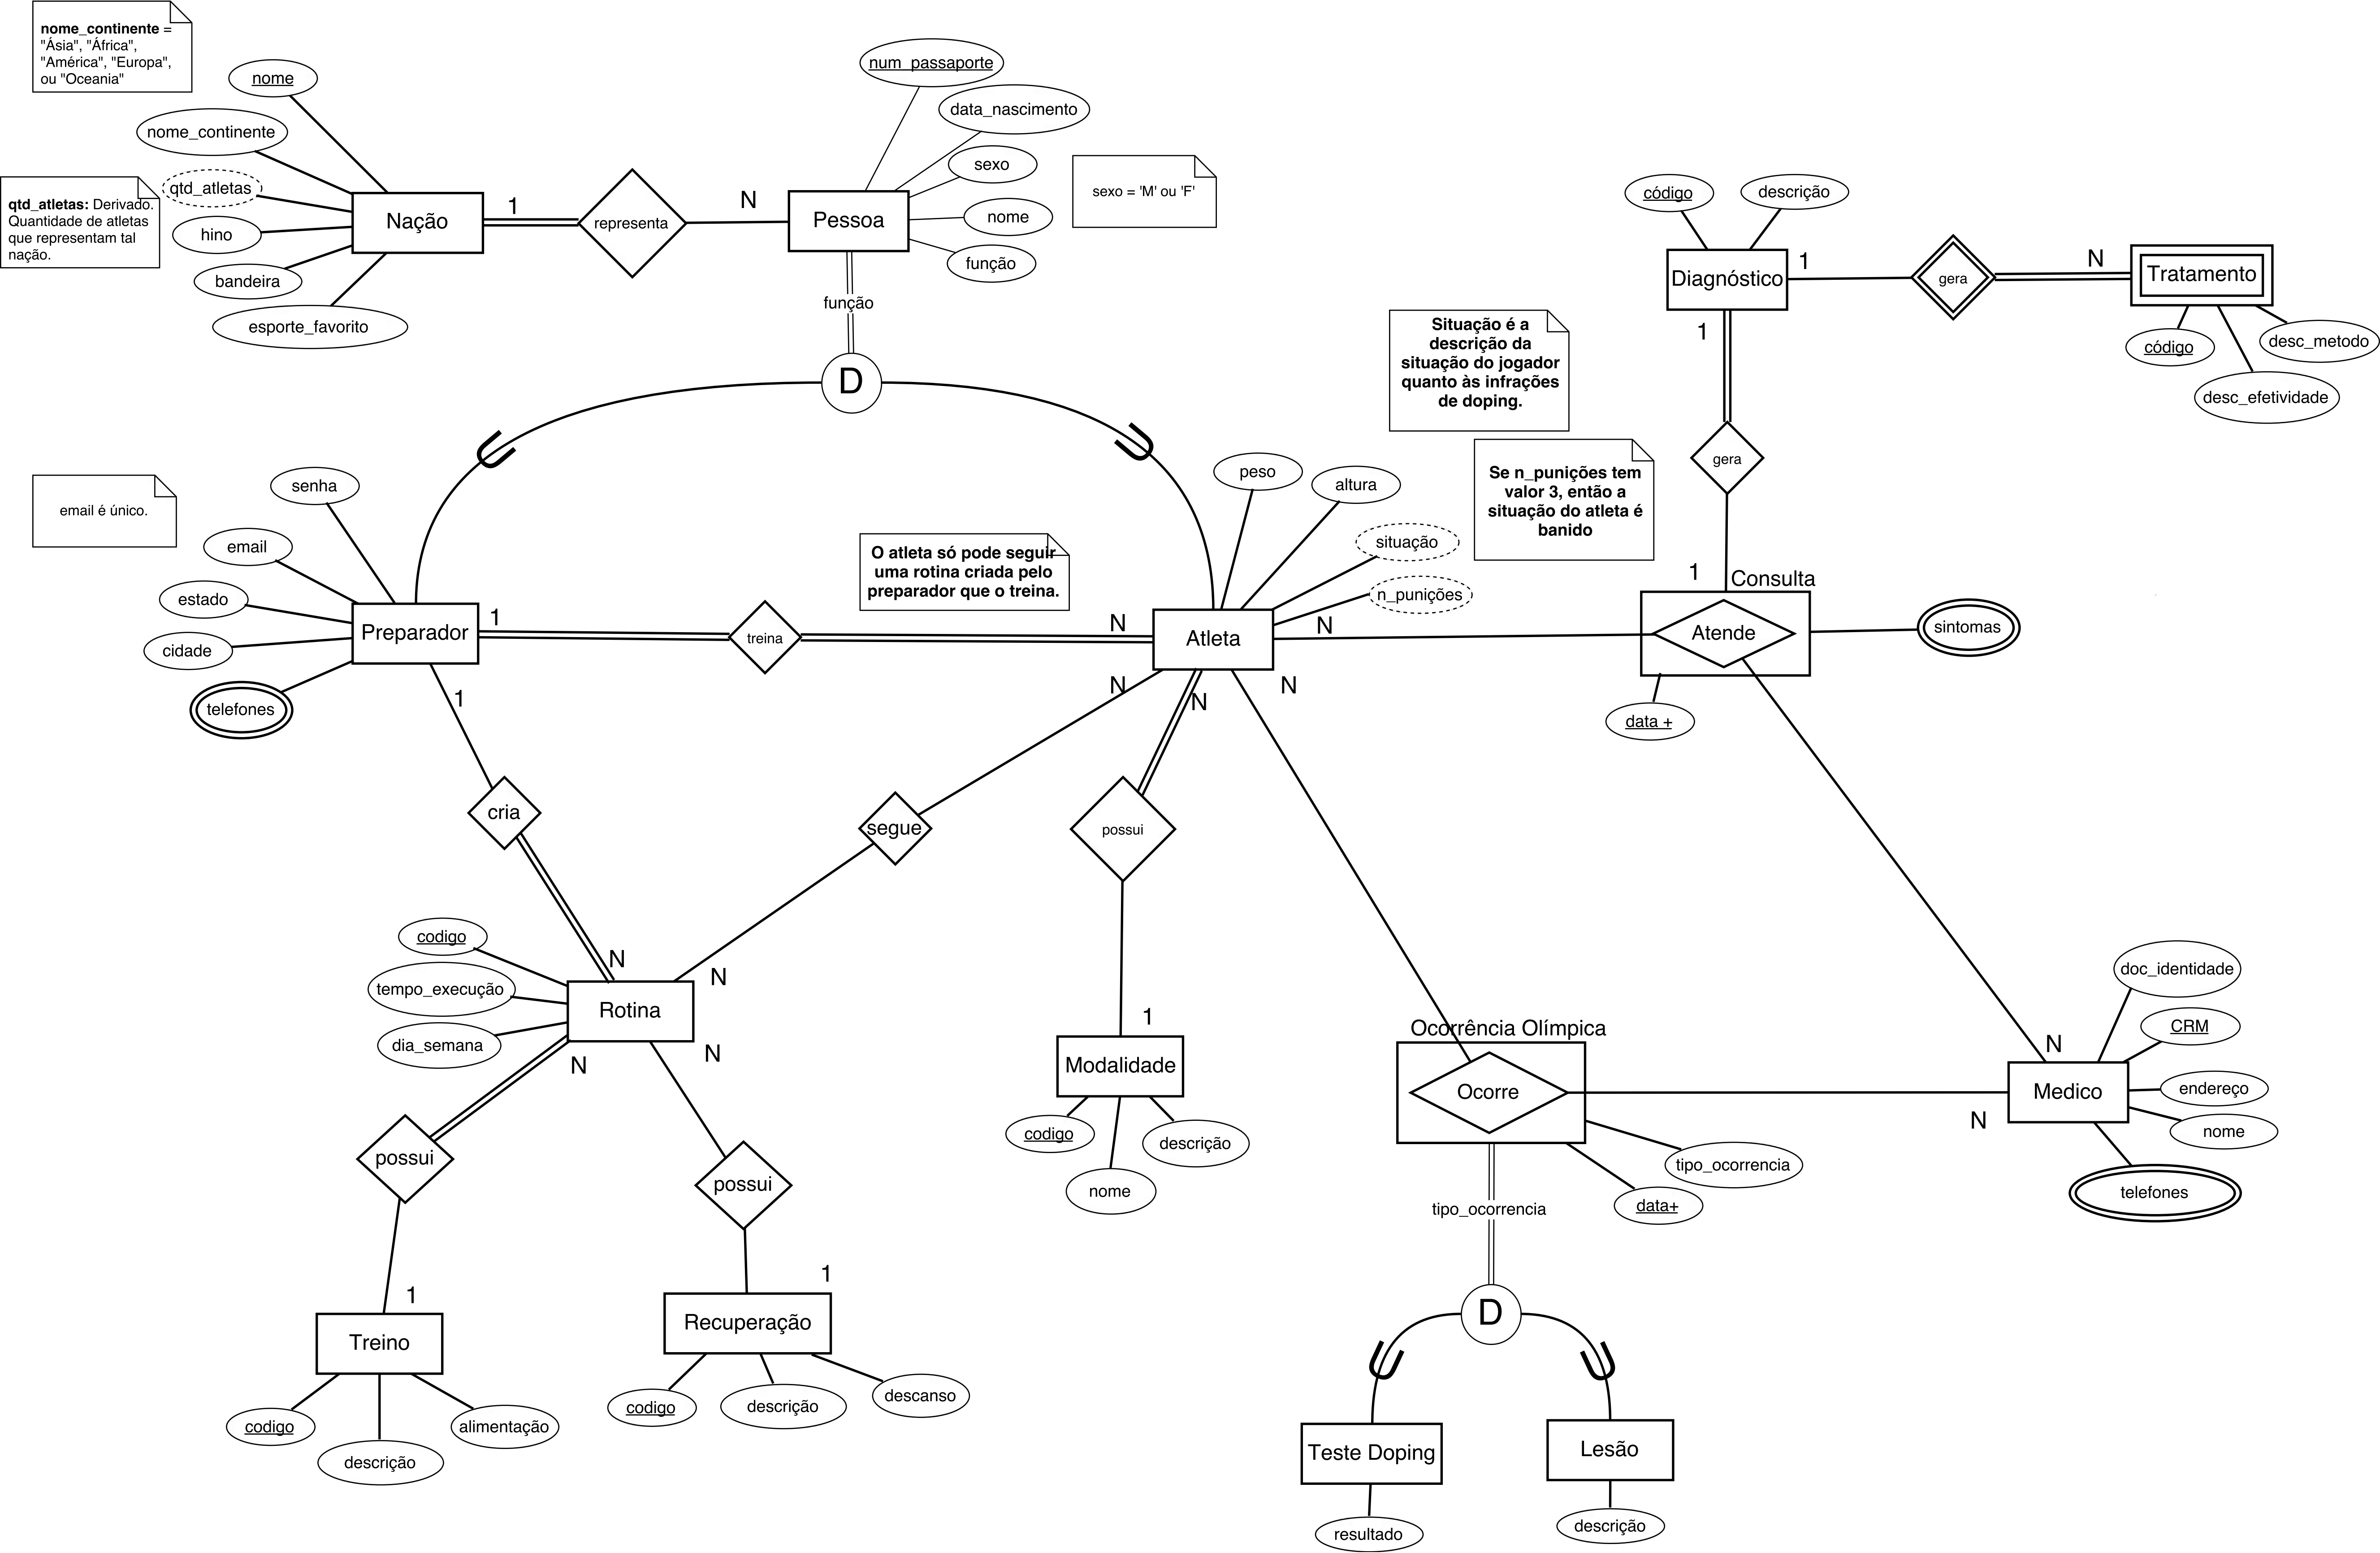 nome_continente =
"Ásia", "África",
"América", "Europa",
ou "Oceania"
nome
nome_continente
qtd_atletas
hino
bandeira
esporte_favorito
qtd_atletas: Derivado.
Quantidade de atletas
que representam tal
nação.
Nação
1
representa
N
Pessoa
num_passaporte
data_nascimento
sexo
nome
função
sexo = 'M' ou 'F'
função
D
código
descrição
Diagnóstico
1
gera
N
Tratamento
código
desc_metodo
desc_efetividade
1
gera
1
Situação é a
descrição da
situação do jogador
quanto às infrações
de doping.
Se n_punições tem
valor 3, então a
situação do atleta é
banido
email é único.
senha
email
estado
cidade
telefones
Preparador
1
treina
N
O atleta só pode seguir
uma rotina criada pelo
preparador que o treina.
peso
altura
situação
n_punições
Atleta
N
Consulta
Atende
sintomas
data +
1
cria
N
N
segue
N
N
possui
1
N
codigo
tempo_execução
dia_semana
Rotina
N
N
possui
possui
1
1
Modalidade
codigo
nome
descrição
Ocorrência Olímpica
Ocorre
N
N
Medico
doc_identidade
CRM
endereço
nome
telefones
tipo_ocorrencia
data+
tipo_ocorrencia
D
Treino
codigo
descrição
alimentação
Recuperação
codigo
descrição
descanso
Teste Doping
resultado
Lesão
descrição